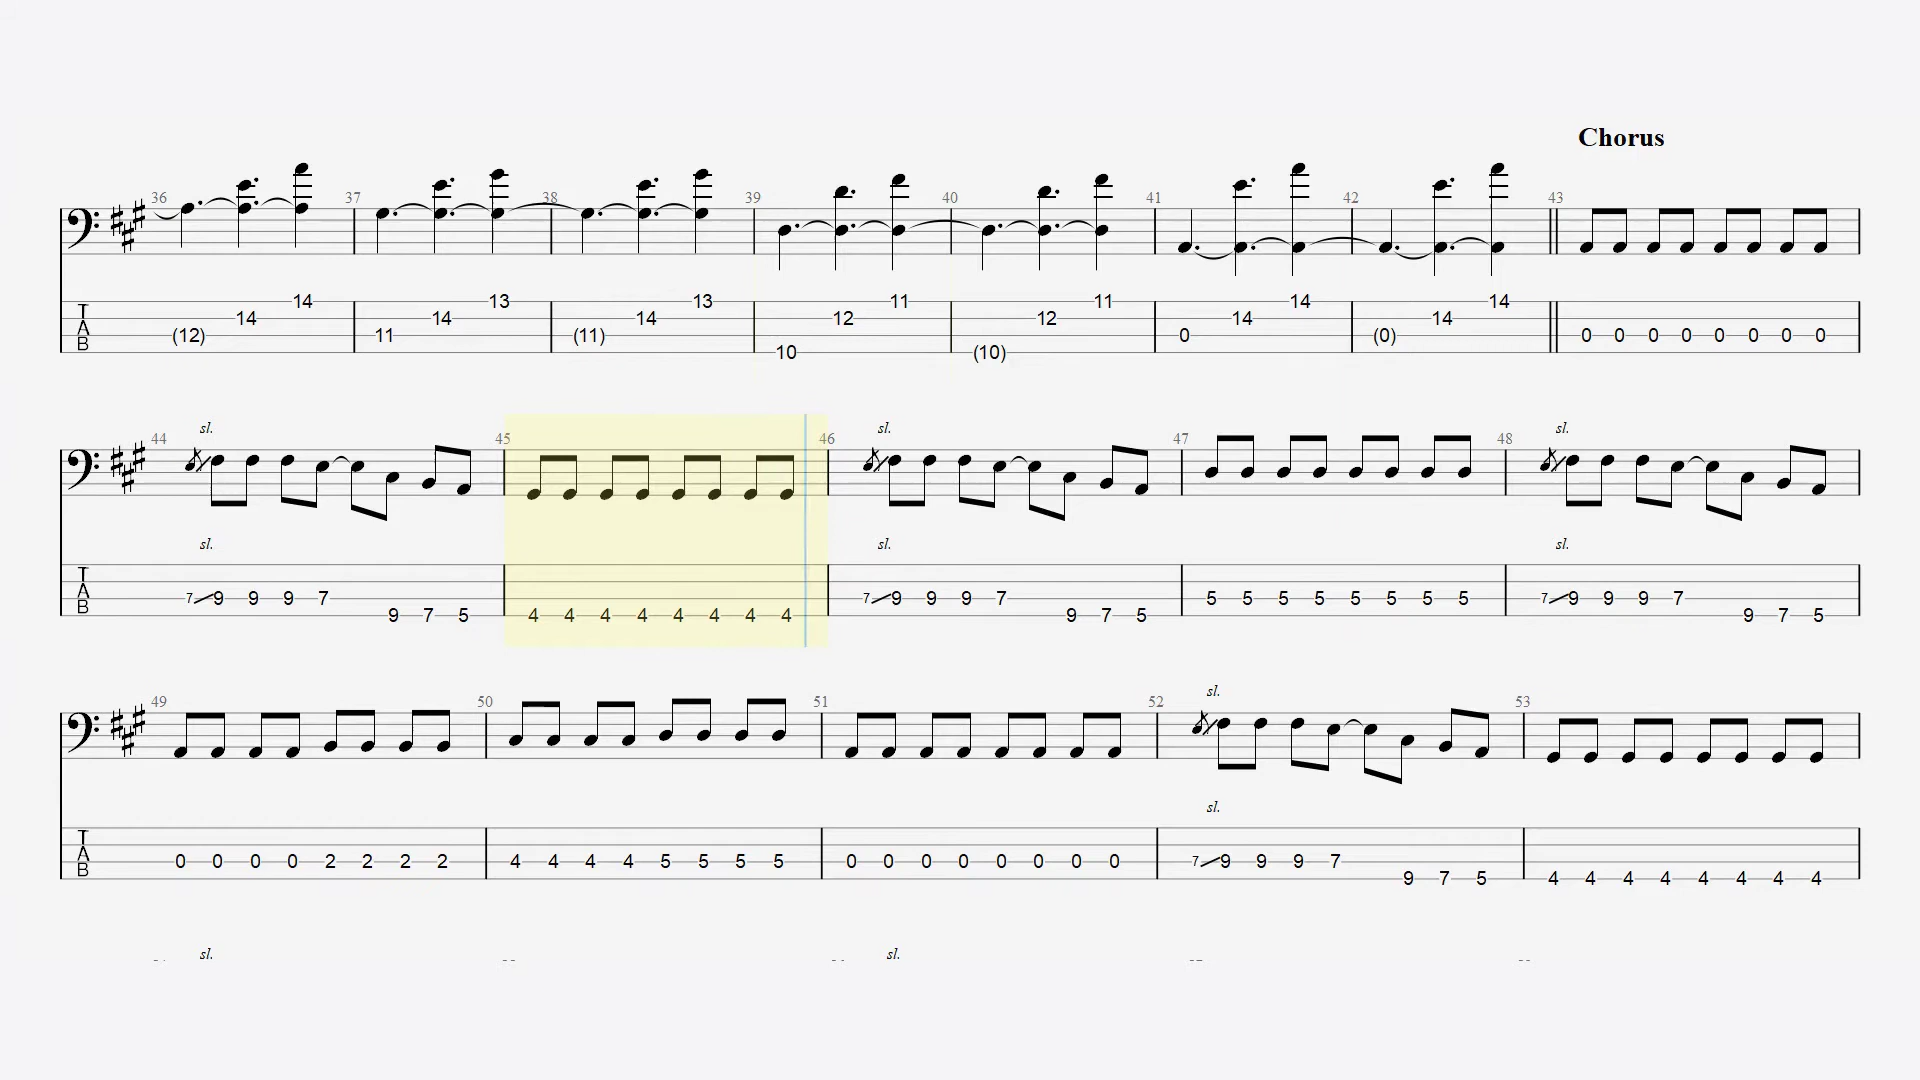 Chorus
36 37 38 39 40 41 42 43
14 13 13 11 11 14 14
14 14 14 12 12 14 14
T A B (12) 11 (11) 0 (0) 0 0 0 0 0 0 0 0
10 (10)
sl. sl. sl.
44 45 46 47 48
sl. sl. sl.
T A B 7 9 9 9 7 7 9 9 9 7 5 5 5 5 5 5 5 5 7 9 9 9 7
9 7 5 4 4 4 4 4 4 4 4 9 7 5 9 7 5
sl.
49 50 51 52 53
sl.
T A B 0 0 0 0 2 2 2 2 4 4 4 4 5 5 5 5 0 0 0 0 0 0 0 0 7 9 9 9 7
9 7 5 4 4 4 4 4 4 4 4
sl. sl.